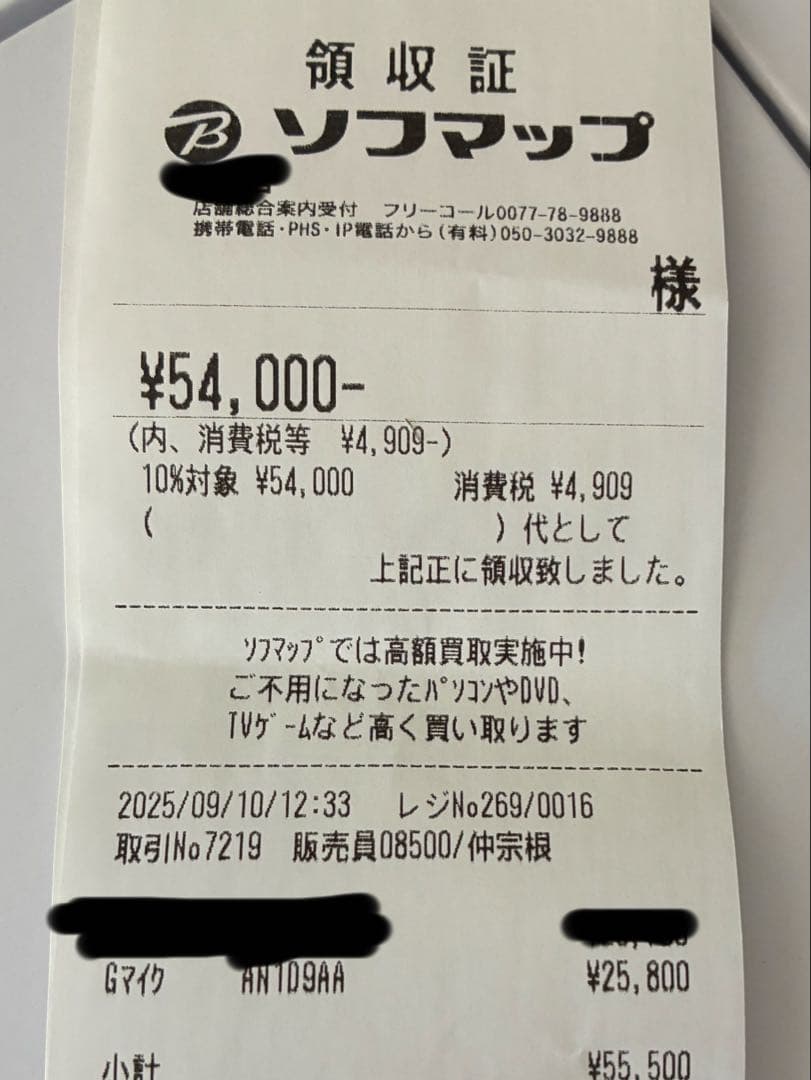 領収証
B ソフマップ
店舗総合案内受付 フリーコール0077-78-9888
携帯電話・PHS・IP電話から(有料)050-3032-9888
様
¥54,000-
(内、消費税等 ¥4,909-)
10%対象 ¥54,000 消費税 ¥4,909
( )代として
上記正に領収致しました。
ｿﾌﾏｯﾌﾟでは高額買取実施中!
ご不用になったﾊﾟｿｺﾝやDVD、
TVｹﾞｰﾑなど高く買い取ります
2025/09/10/12:33 レジNo269/0016
取引No7219 販売員08500/仲宗根
Gﾏｲｸ AN1D9AA ¥25,800
小計 ¥55,500